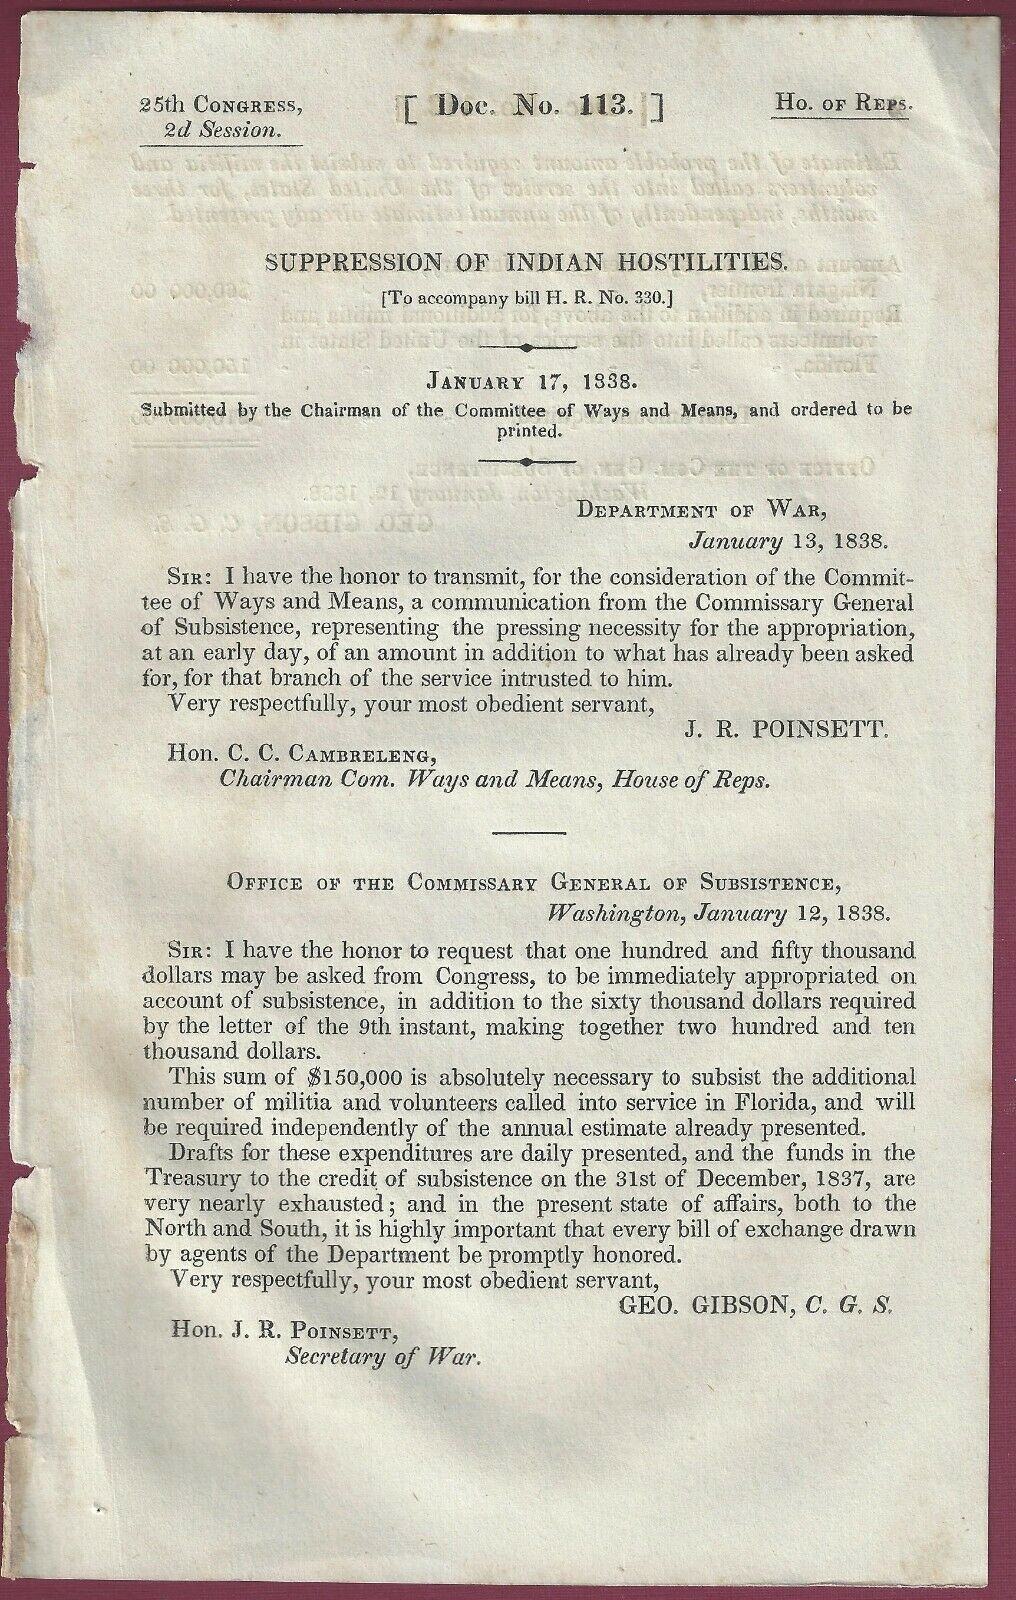 25th Congress,
2d Session.
[ Doc. No. 113. ]
Ho. of Reps.
SUPPRESSION OF INDIAN HOSTILITIES.
[To accompany bill H. R. No. 330.]
January 17, 1838.
Submitted by the Chairman of the Committee of Ways and Means, and ordered to be
printed.
Department of War,
January 13, 1838.
Sir: I have the honor to transmit, for the consideration of the Commit-
tee of Ways and Means, a communication from the Commissary General
of Subsistence, representing the pressing necessity for the appropriation,
at an early day, of an amount in addition to what has already been asked
for, for that branch of the service intrusted to him.
Very respectfully, your most obedient servant,
J. R. POINSETT.
Hon. C. C. Cambreleng,
Chairman Com. Ways and Means, House of Reps.
Office of the Commissary General of Subsistence,
Washington, January 12, 1838.
Sir: I have the honor to request that one hundred and fifty thousand
dollars may be asked from Congress, to be immediately appropriated on
account of subsistence, in addition to the sixty thousand dollars required
by the letter of the 9th instant, making together two hundred and ten
thousand dollars.
This sum of $150,000 is absolutely necessary to subsist the additional
number of militia and volunteers called into service in Florida, and will
be required independently of the annual estimate already presented.
Drafts for these expenditures are daily presented, and the funds in the
Treasury to the credit of subsistence on the 31st of December, 1837, are
very nearly exhausted; and in the present state of affairs, both to the
North and South, it is highly important that every bill of exchange drawn
by agents of the Department be promptly honored.
Very respectfully, your most obedient servant,
GEO. GIBSON, C. G. S.
Hon. J. R. Poinsett,
Secretary of War.